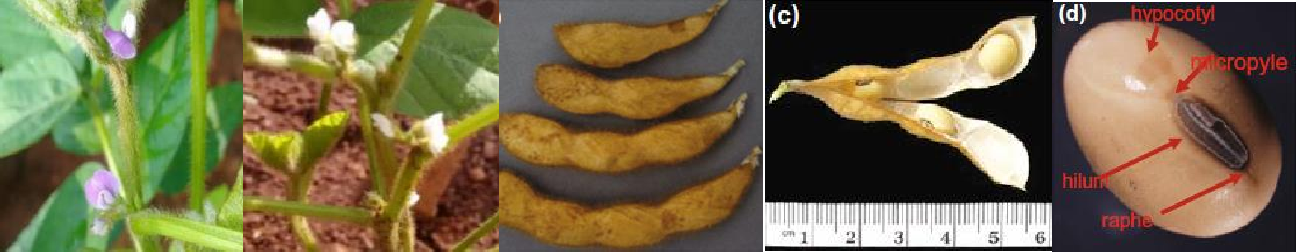 (c)
cm 1 2 3 4 5 6
(d)
hypocotyl
micropyle
hilum
raphe